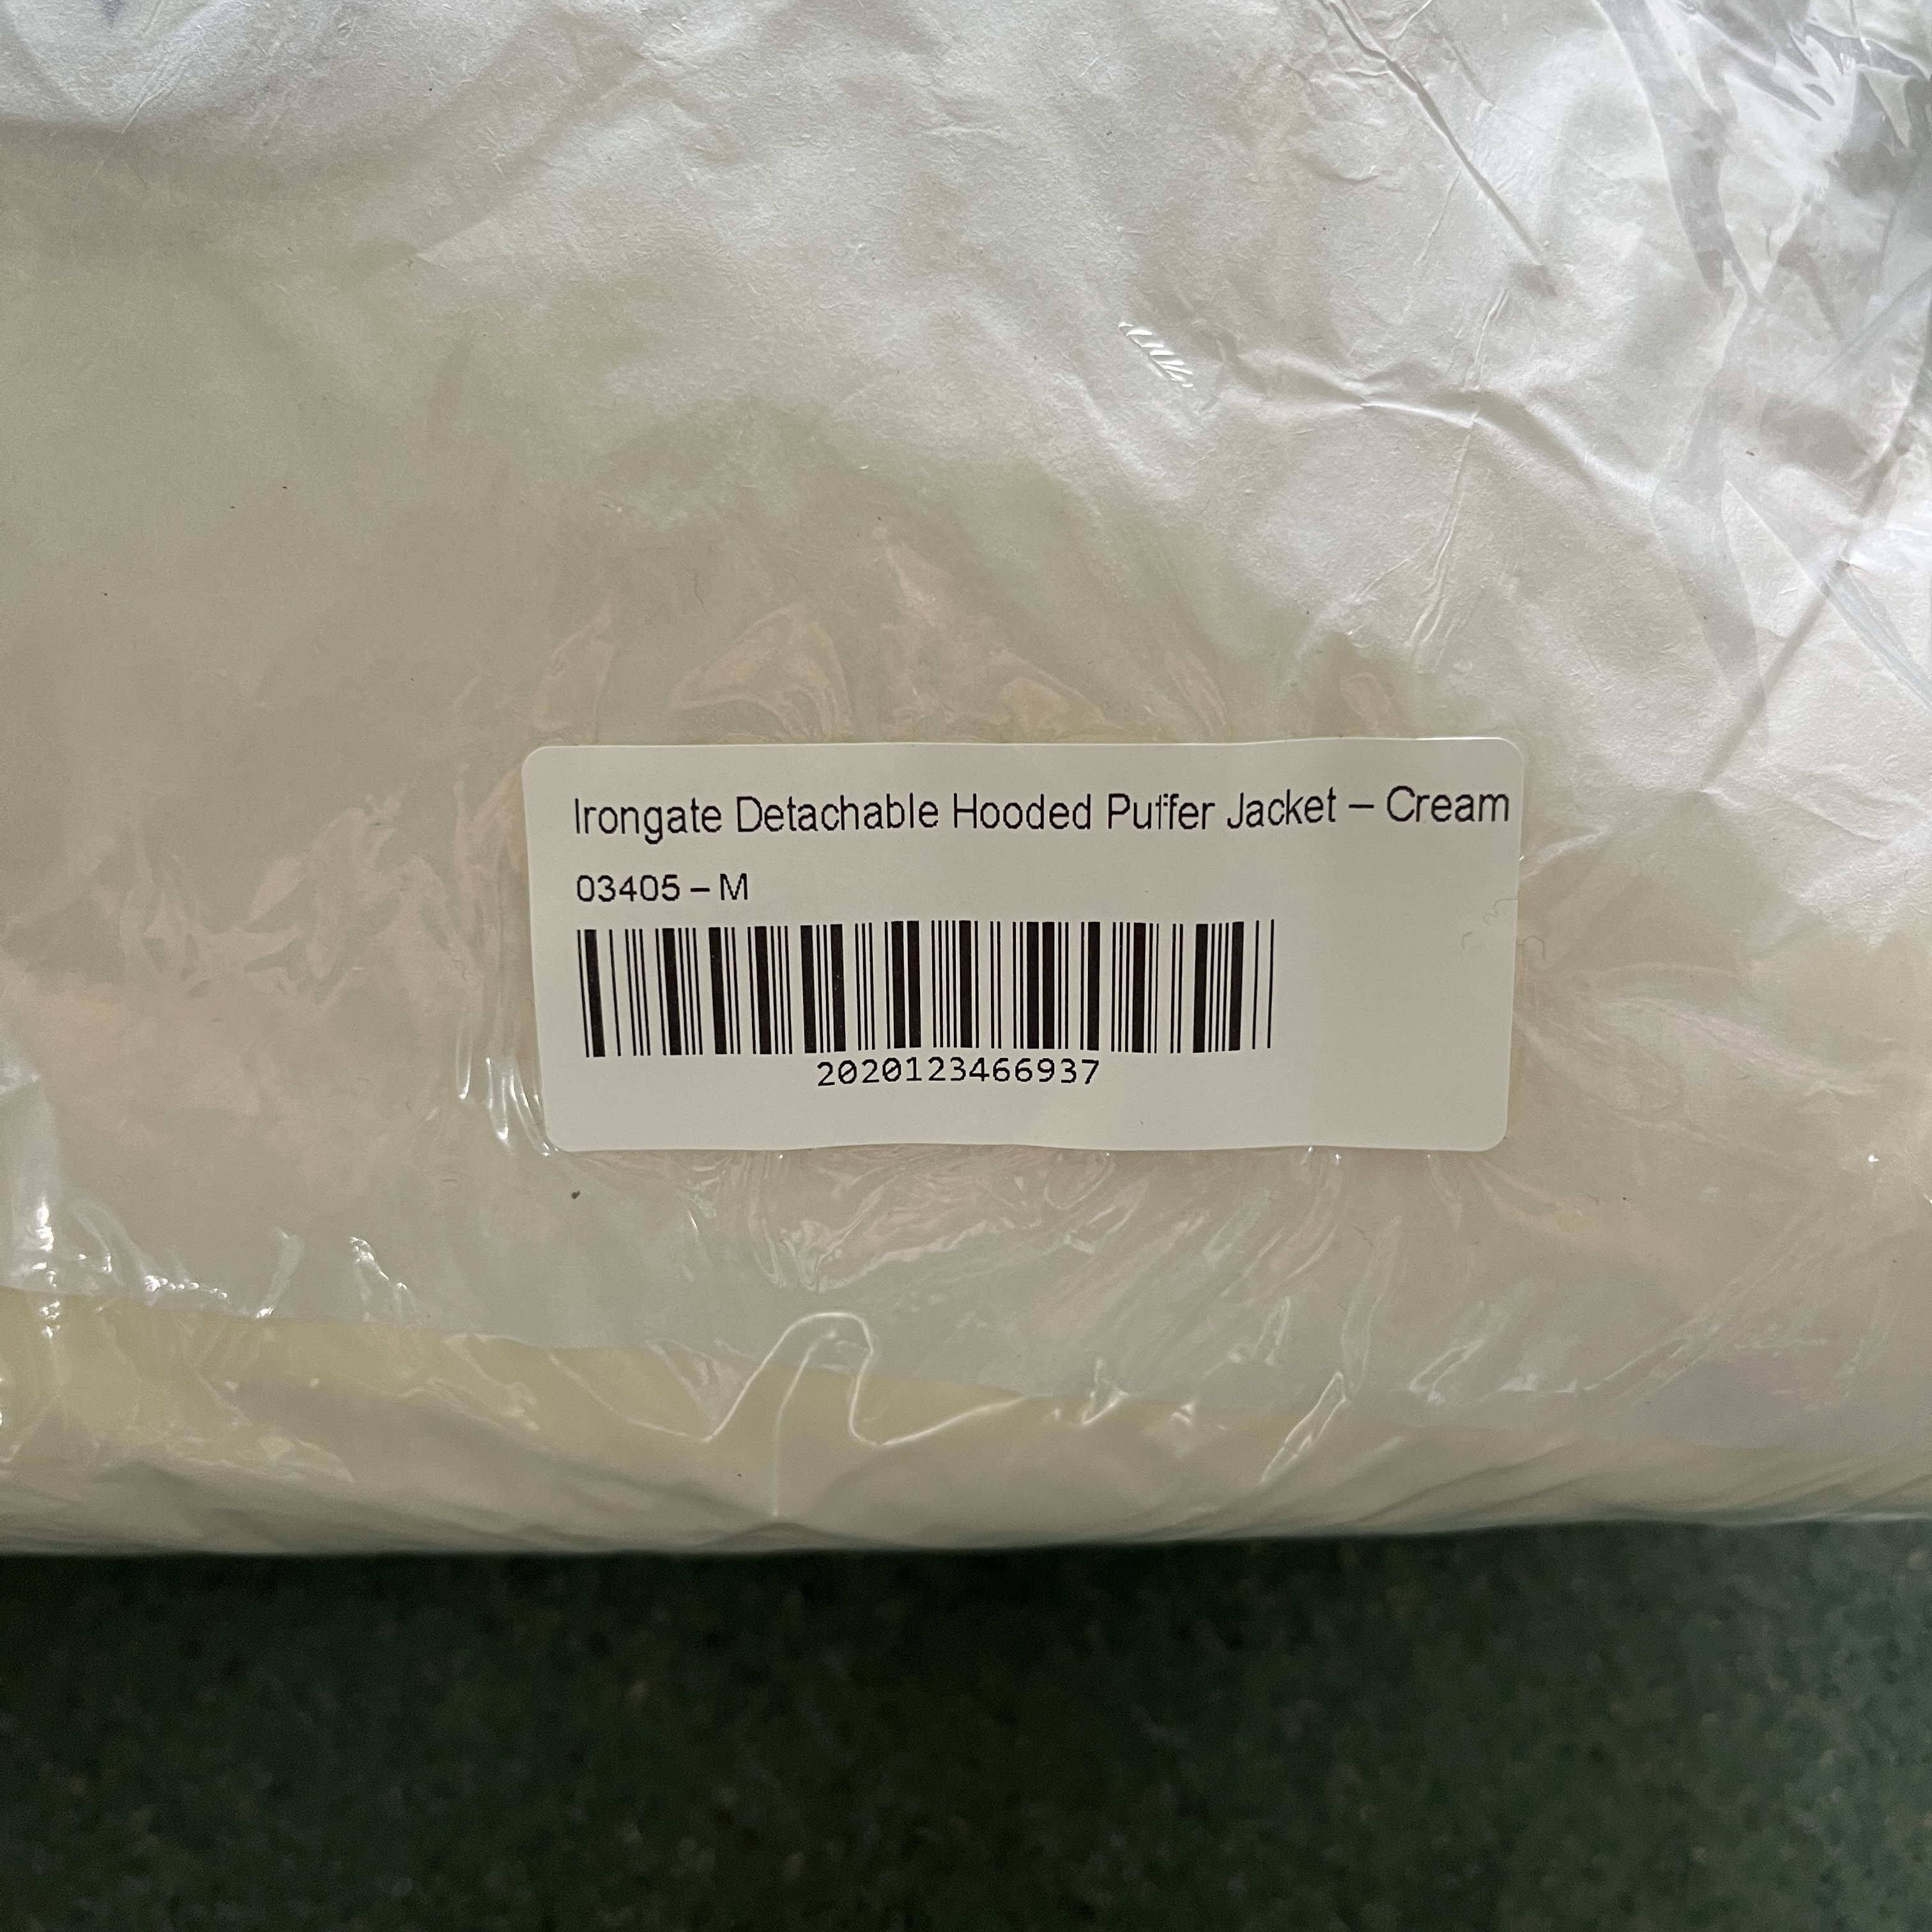 Irongate Detachable Hooded Puffer Jacket – Cream
03405 – M
2020123466937